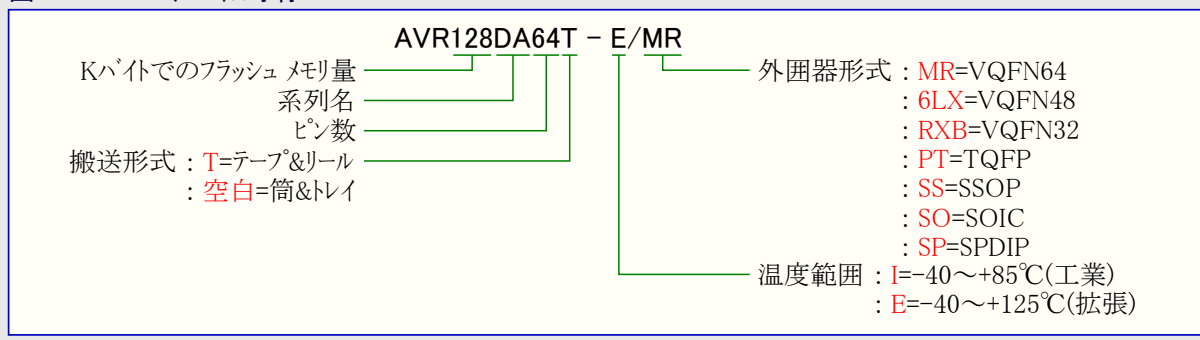 AVR128DA64T - E/MR
Kバイトでのフラッシュ メモリ量
系列名
ピン数
搬送形式 : T=テープ&リール
: 空白=筒&トレイ
外囲器形式 : MR=VQFN64
: 6LX=VQFN48
: RXB=VQFN32
: PT=TQFP
: SS=SSOP
: SO=SOIC
: SP=SPDIP
温度範囲 : I=-40～+85℃(工業)
: E=-40～+125℃(拡張)